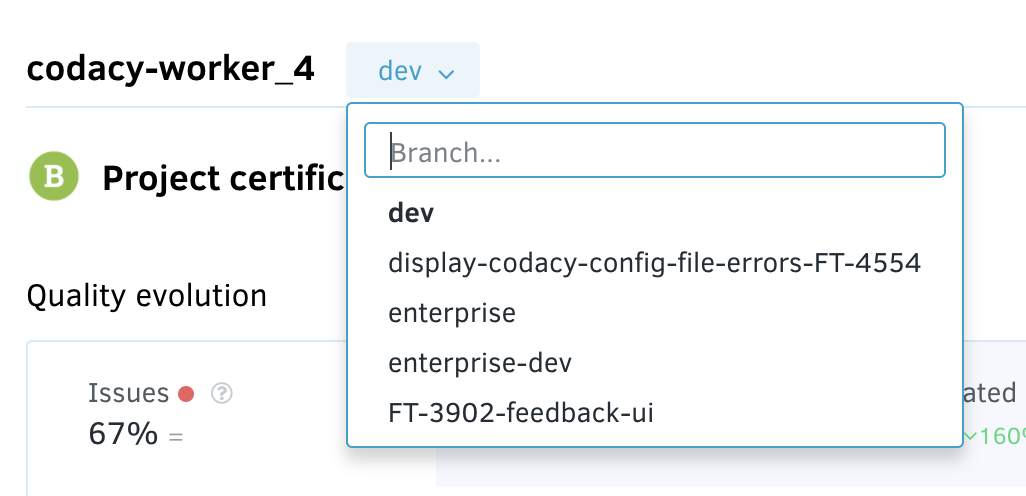 codacy-worker_4 dev
B Project certific
Branch...
dev
display-codacy-config-file-errors-FT-4554
enterprise
enterprise-dev
FT-3902-feedback-ui
Quality evolution
Issues ?
67% =
ated
160%